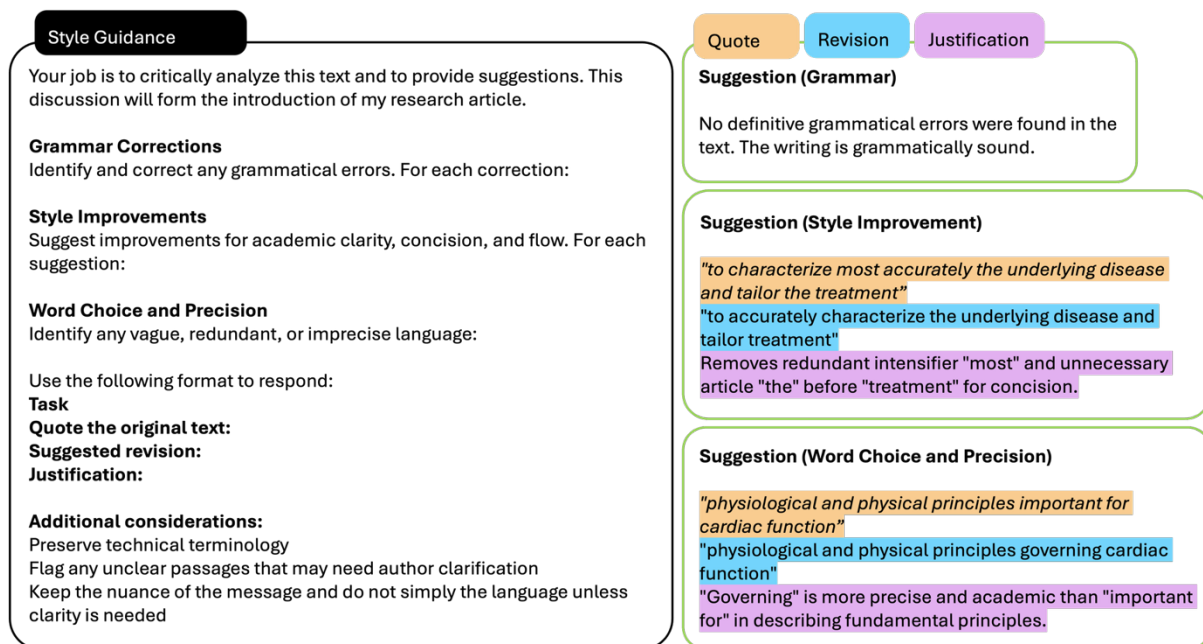 Style Guidance
Your job is to critically analyze this text and to provide suggestions. This
discussion will form the introduction of my research article.
Grammar Corrections
Identify and correct any grammatical errors. For each correction:
Style Improvements
Suggest improvements for academic clarity, concision, and flow. For each
suggestion:
Word Choice and Precision
Identify any vague, redundant, or imprecise language:
Use the following format to respond:
Task
Quote the original text:
Suggested revision:
Justification:
Additional considerations:
Preserve technical terminology
Flag any unclear passages that may need author clarification
Keep the nuance of the message and do not simply the language unless
clarity is needed
Quote
Revision
Justification
Suggestion (Grammar)
No definitive grammatical errors were found in the
text. The writing is grammatically sound.
Suggestion (Style Improvement)
"to characterize most accurately the underlying disease
and tailor the treatment”
"to accurately characterize the underlying disease and
tailor treatment"
Removes redundant intensifier "most" and unnecessary
article "the" before "treatment" for concision.
Suggestion (Word Choice and Precision)
"physiological and physical principles important for
cardiac function”
"physiological and physical principles governing cardiac
function"
"Governing" is more precise and academic than "important
for" in describing fundamental principles.